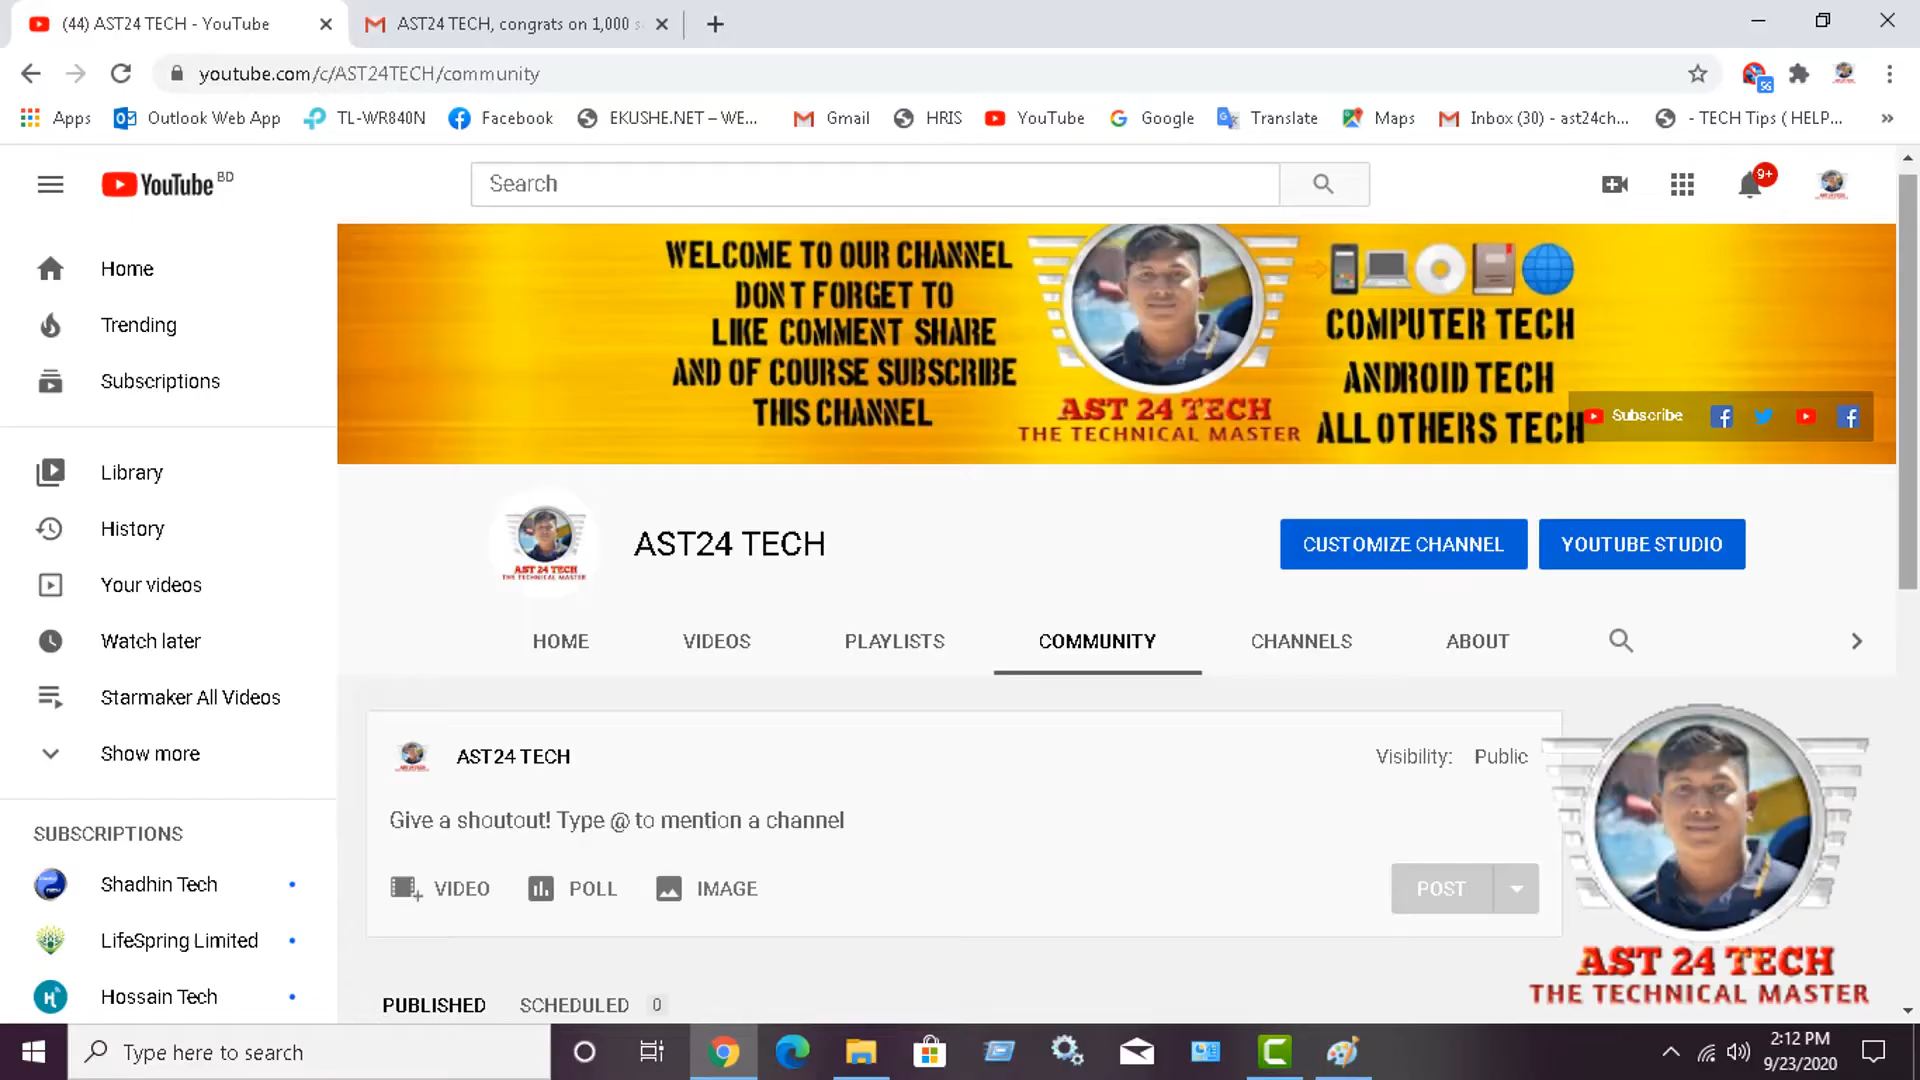 (44) AST24 TECH - YouTube
AST24 TECH, congrats on 1,000
youtube.com/c/AST24TECH/community
56
Apps
Outlook Web App
TL-WR840N
Facebook
EKUSHE.NET – WE...
Gmail
HRIS
YouTube
Google
Translate
Maps
Inbox (30) - ast24ch...
- TECH Tips ( HELP...
YouTube BD
Search
9+
Home
Trending
Subscriptions
Library
History
Your videos
Watch later
Starmaker All Videos
Show more
SUBSCRIPTIONS
Shadhin Tech
LifeSpring Limited
Hossain Tech
WELCOME TO OUR CHANNEL
DON T FORGET TO
LIKE COMMENT SHARE
AND OF COURSE SUBSCRIBE
THIS CHANNEL
AST 24 TECH
THE TECHNICAL MASTER
COMPUTER TECH
ANDROID TECH
ALL OTHERS TECH
Subscribe
AST 24 TECH
THE TECHNICAL MASTER
AST24 TECH
CUSTOMIZE CHANNEL
YOUTUBE STUDIO
HOME
VIDEOS
PLAYLISTS
COMMUNITY
CHANNELS
ABOUT
AST24 TECH
Visibility: Public
Give a shoutout! Type @ to mention a channel
VIDEO
POLL
IMAGE
POST
PUBLISHED
SCHEDULED 0
AST 24 TECH
THE TECHNICAL MASTER
Type here to search
2:12 PM
9/23/2020